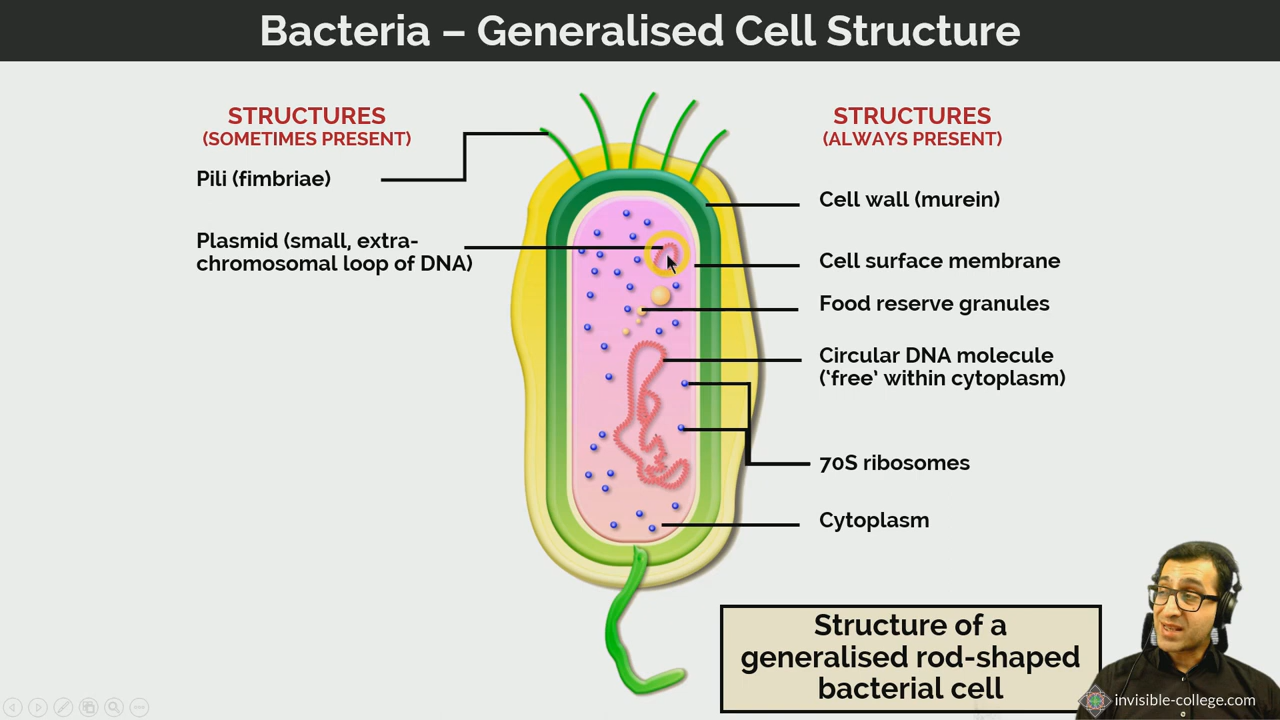 Bacteria – Generalised Cell Structure
STRUCTURES
(SOMETIMES PRESENT)
Pili (fimbriae)
Plasmid (small, extra-
chromosomal loop of DNA)
STRUCTURES
(ALWAYS PRESENT)
Cell wall (murein)
Cell surface membrane
Food reserve granules
Circular DNA molecule
(‛free‛ within cytoplasm)
70S ribosomes
Cytoplasm
Structure of a
generalised rod-shaped
bacterial cell
invisible-college.com